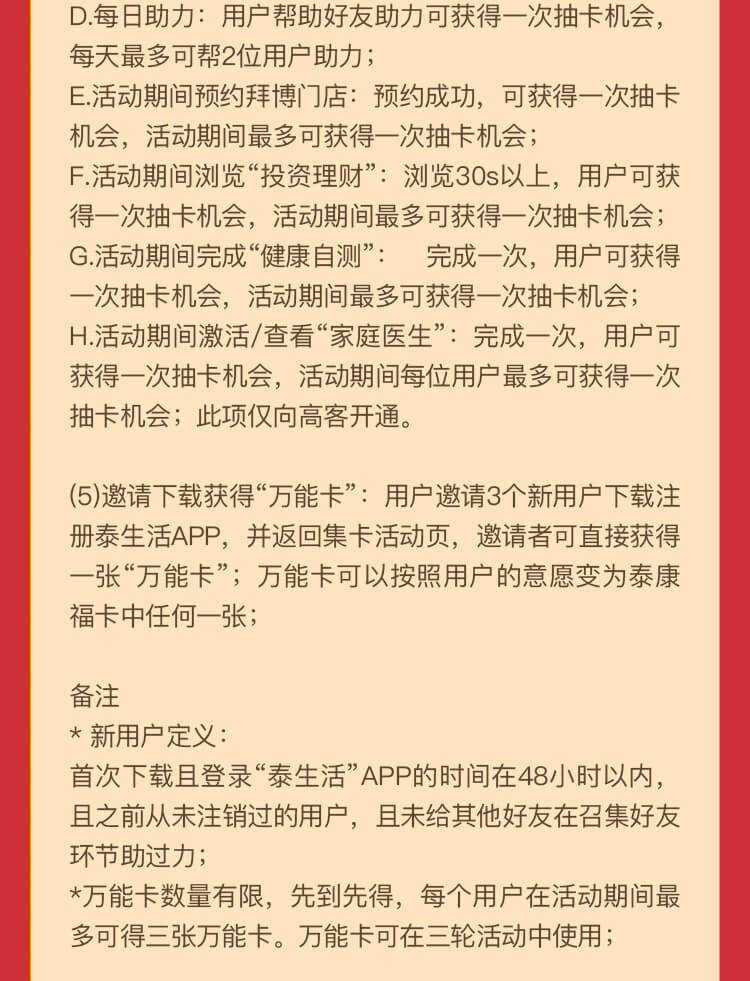 D.每日助力：用户帮助好友助力可获得一次抽卡机会，
每天最多可帮2位用户助力；
E.活动期间预约拜博门店：预约成功，可获得一次抽卡
机会，活动期间最多可获得一次抽卡机会；
F.活动期间浏览“投资理财”：浏览30s以上，用户可获
得一次抽卡机会，活动期间最多可获得一次抽卡机会；
G.活动期间完成“健康自测”：　完成一次，用户可获得
一次抽卡机会，活动期间最多可获得一次抽卡机会；
H.活动期间激活/查看“家庭医生”：完成一次，用户可
获得一次抽卡机会，活动期间每位用户最多可获得一次
抽卡机会；此项仅向高客开通。
(5)邀请下载获得“万能卡”：用户邀请3个新用户下载注
册泰生活APP，并返回集卡活动页，邀请者可直接获得
一张“万能卡”；万能卡可以按照用户的意愿变为泰康
福卡中任何一张；
备注
* 新用户定义：
首次下载且登录“泰生活”APP的时间在48小时以内，
且之前从未注销过的用户，且未给其他好友在召集好友
环节助过力；
*万能卡数量有限，先到先得，每个用户在活动期间最
多可得三张万能卡。万能卡可在三轮活动中使用；